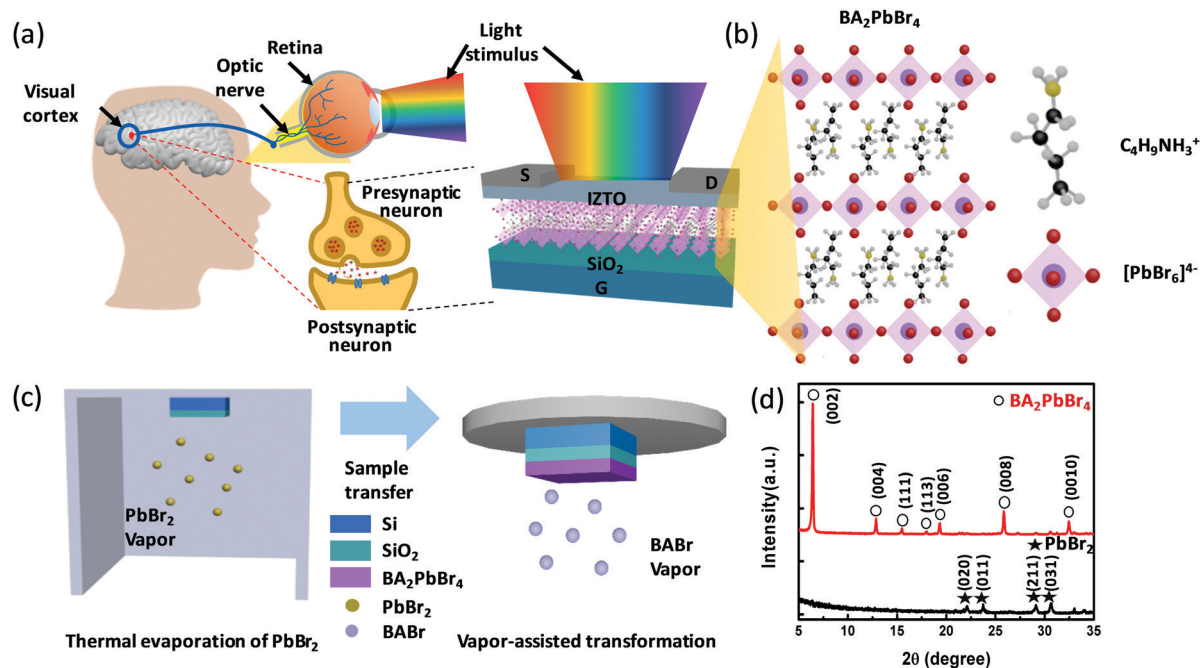 (a)
Visual
cortex
Optic
nerve
Retina
Light
stimulus
Presynaptic
neuron
Postsynaptic
neuron
S
D
IZTO
SiO₂
G
(b)
BA₂PbBr₄
C₄H₉NH₃⁺
[PbBr₆]⁴⁻
(c)
PbBr₂
Vapor
Thermal evaporation of PbBr₂
Sample
transfer
Si
SiO₂
BA₂PbBr₄
PbBr₂
BABr
BABr
Vapor
Vapor-assisted transformation
(d)
Intensity(a.u.)
○ BA₂PbBr₄
(002)
(004)
(111)
(113)
(006)
(008)
(0010)
★ PbBr₂
(020)
(011)
(211)
(031)
5 10 15 20 25 30 35
2θ (degree)